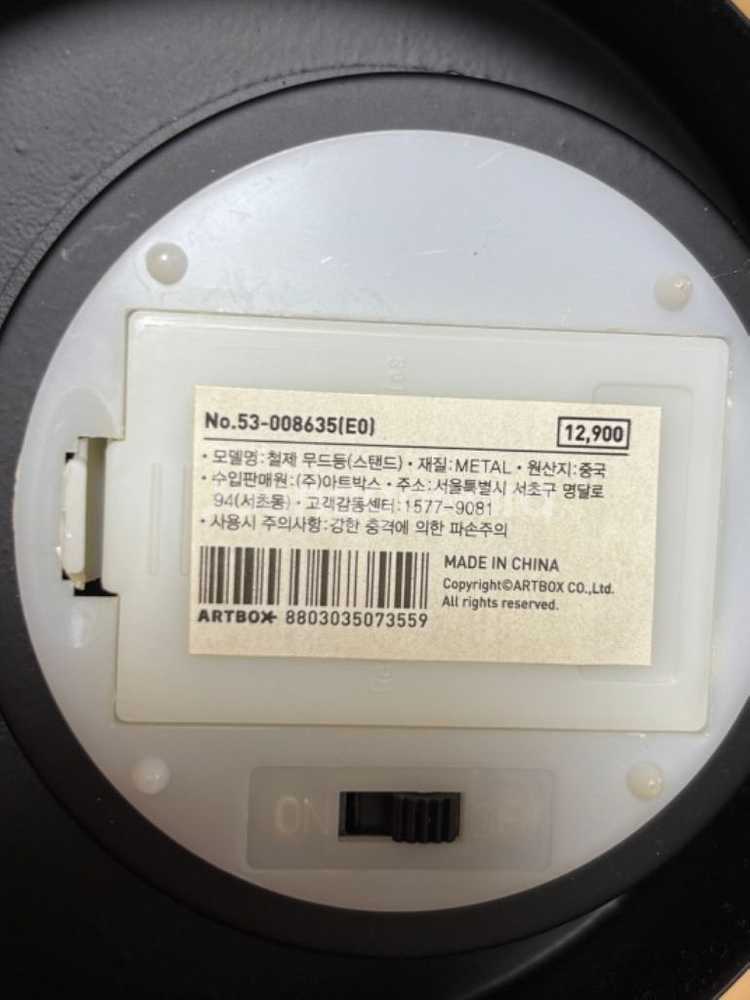 No.53-008635(E0)
12,900
• 모델명:철제 무드등(스탠드) • 재질:METAL • 원산지:중국
• 수입판매원:(주)아트박스 • 주소:서울특별시 서초구 명달로
94(서초동) • 고객감동센터:1577-9081
• 사용시 주의사항:강한 충격에 의한 파손주의
MADE IN CHINA
Copyright©ARTBOX CO.,Ltd.
All rights reserved.
ARTBOX 8803035073559
ON